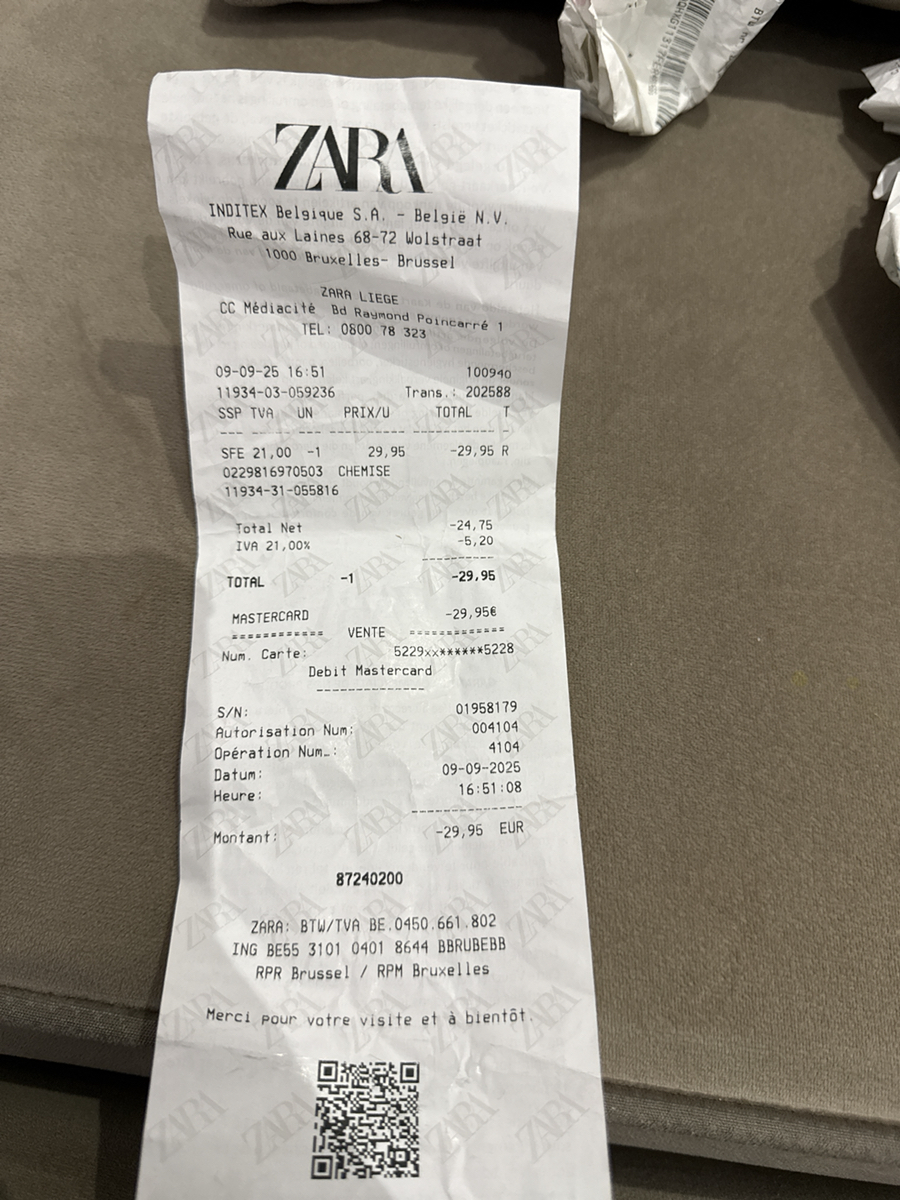 ZARA
INDITEX Belgique S.A. - België N.V.
Rue aux Laines 68-72 Wolstraat
1000 Bruxelles- Brussel
ZARA LIEGE
CC Médiacité Bd Raymond Poincarré 1
TEL: 0800 78 323
09-09-25 16:51 100940
11934-03-059236 Trans.: 202588
SSP TVA UN PRIX/U TOTAL T
--- ---- --- --------- ---------- -
SFE 21,00 -1 29,95 -29,95 R
0229816970503 CHEMISE
11934-31-055816
Total Net -24,75
IVA 21,00% -5,20
----------
TOTAL -1 -29,95
MASTERCARD -29,95€
============ VENTE ============
Num. Carte: 5229xx******5228
Debit Mastercard
--------------
S/N: 01958179
Autorisation Num: 004104
Opération Num.: 4104
Datum: 09-09-2025
Heure: 16:51:08
--------------
Montant: -29,95 EUR
87240200
ZARA: BTW/TVA BE.0450.661.802
ING BE55 3101 0401 8644 BBRUBEBB
RPR Brussel / RPM Bruxelles
Merci pour votre visite et à bientôt.